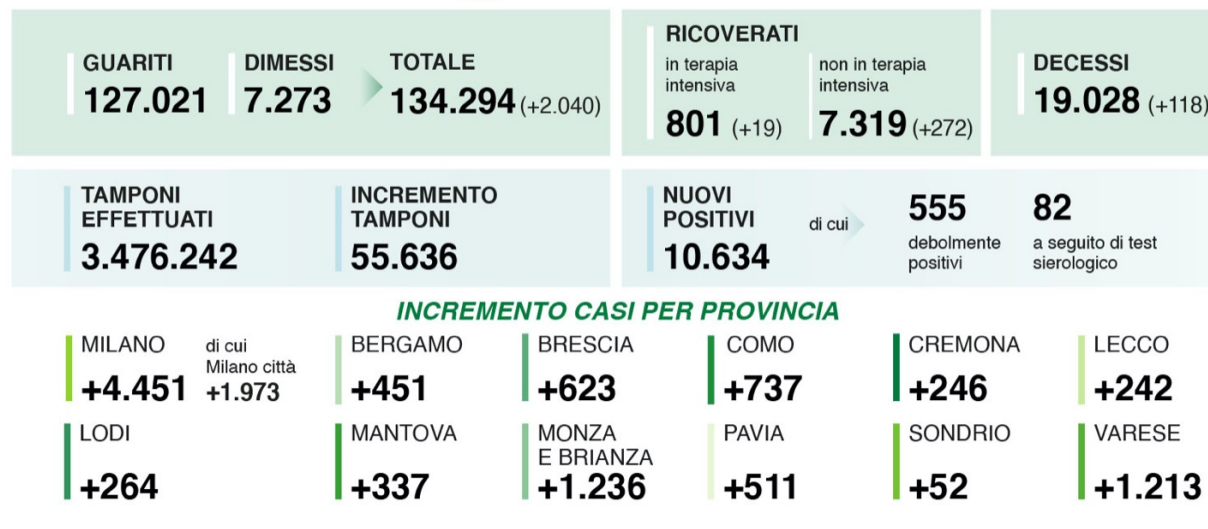 GUARITI
127.021
DIMESSI
7.273
TOTALE
134.294 (+2.040)
RICOVERATI
in terapia
intensiva
801 (+19)
non in terapia
intensiva
7.319 (+272)
DECESSI
19.028 (+118)
TAMPONI
EFFETTUATI
3.476.242
INCREMENTO
TAMPONI
55.636
NUOVI
POSITIVI
10.634
di cui
555
debolmente
positivi
82
a seguito di test
sierologico
INCREMENTO CASI PER PROVINCIA
MILANO
+4.451
di cui
Milano città
+1.973
BERGAMO
+451
BRESCIA
+623
COMO
+737
CREMONA
+246
LECCO
+242
LODI
+264
MANTOVA
+337
MONZA
E BRIANZA
+1.236
PAVIA
+511
SONDRIO
+52
VARESE
+1.213